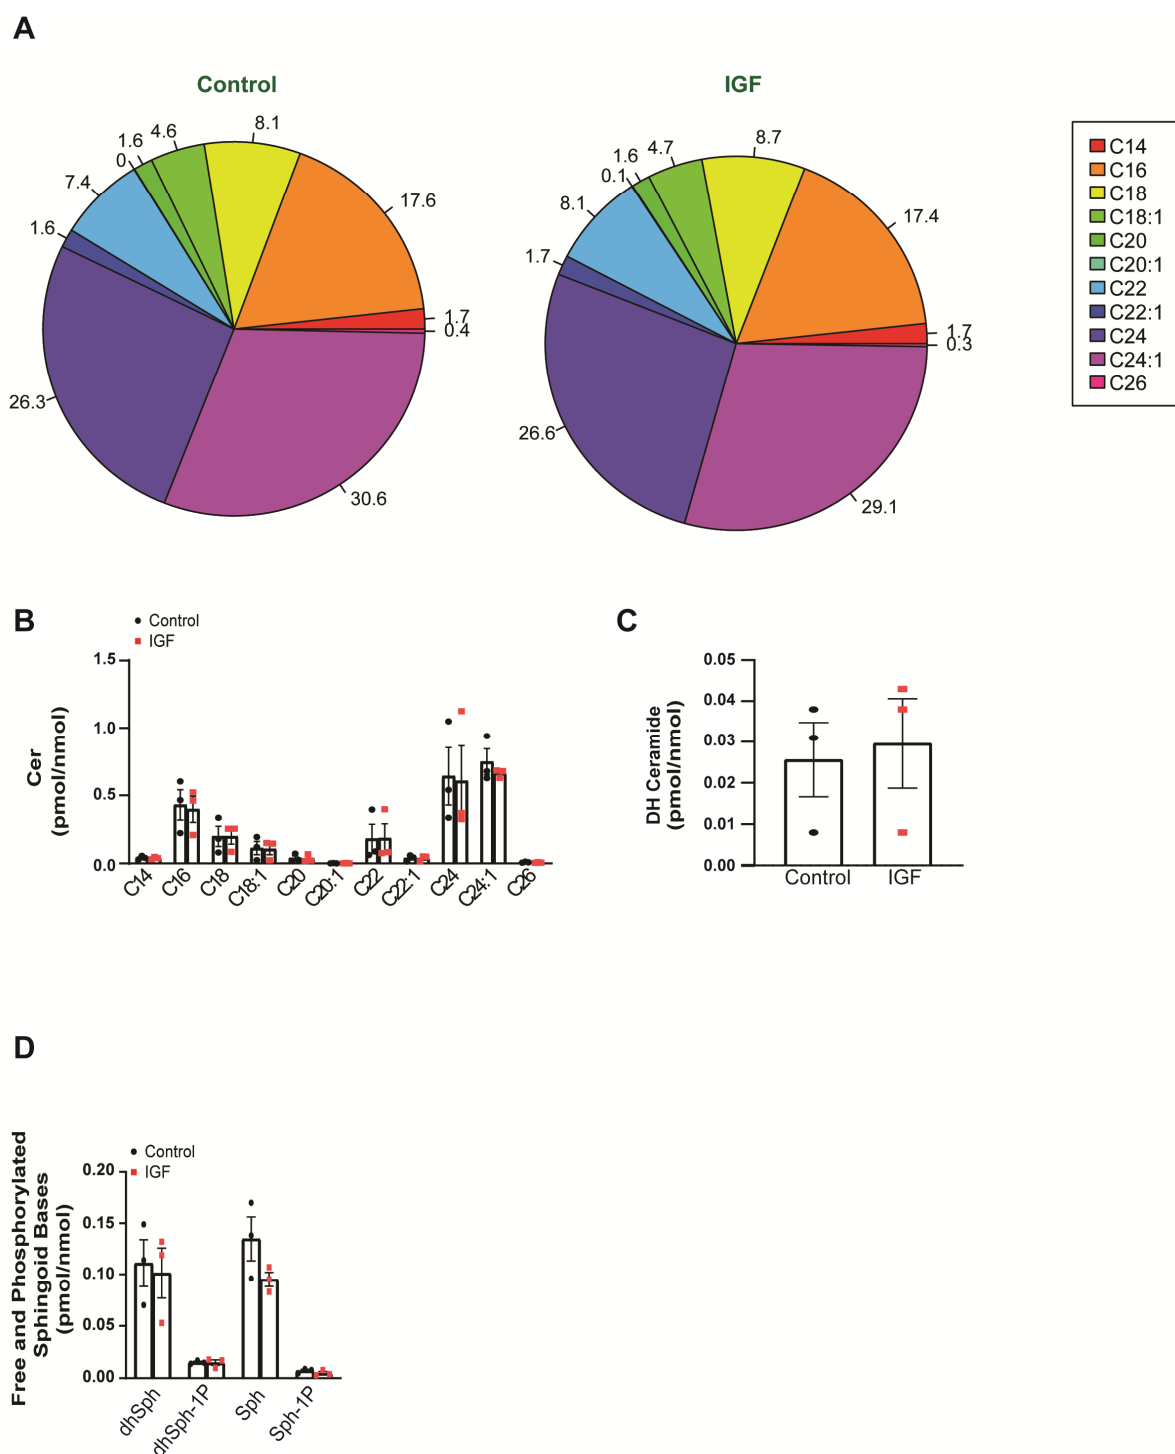 A
Control
IGF
1.6
4.6
8.1
0
7.4
17.6
1.6
1.7
0.4
26.3
30.6
1.6
4.7
8.7
0.1
8.1
17.4
1.7
1.7
0.3
26.6
29.1
C14
C16
C18
C18:1
C20
C20:1
C22
C22:1
C24
C24:1
C26
B
Control
IGF
Cer
(pmol/nmol)
1.5
1.0
0.5
0.0
C14
C16
C18
C18:1
C20
C20:1
C22
C22:1
C24
C24:1
C26
C
DH Ceramide
(pmol/nmol)
0.05
0.04
0.03
0.02
0.01
0.00
Control
IGF
D
Control
IGF
Free and Phosphorylated
Sphingoid Bases
(pmol/nmol)
0.20
0.15
0.10
0.05
0.00
dhSph
dhSph-1P
Sph
Sph-1P